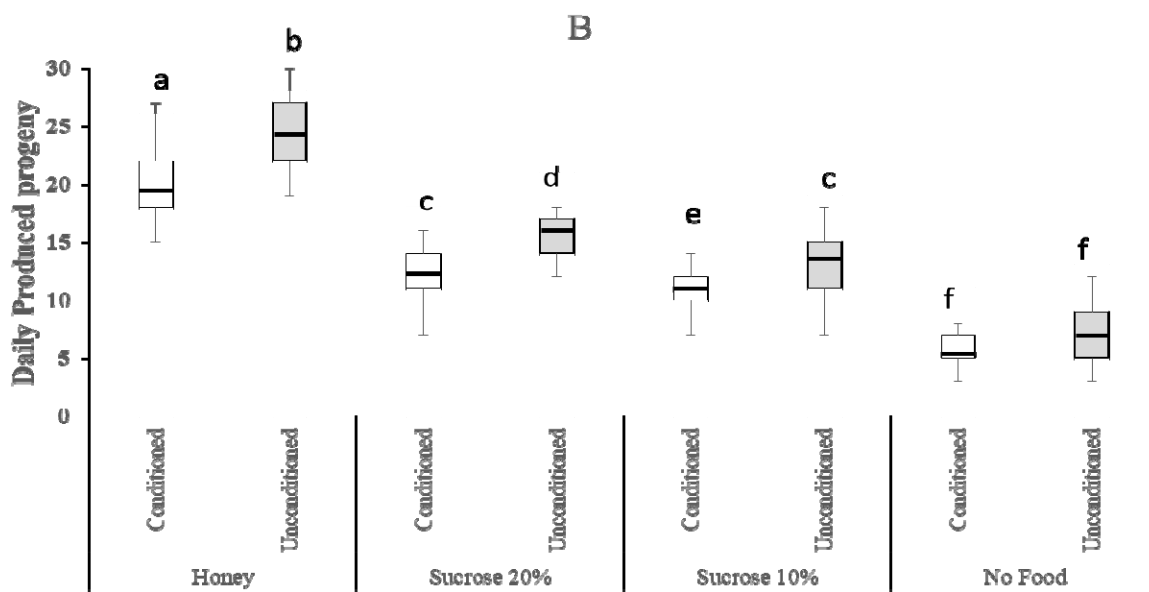 B
Daily Produced progeny
30
25
20
15
10
5
0
a
b
c
d
e
c
f
f
Conditioned
Unconditioned
Conditioned
Unconditioned
Conditioned
Unconditioned
Conditioned
Unconditioned
Honey
Sucrose 20%
Sucrose 10%
No Food